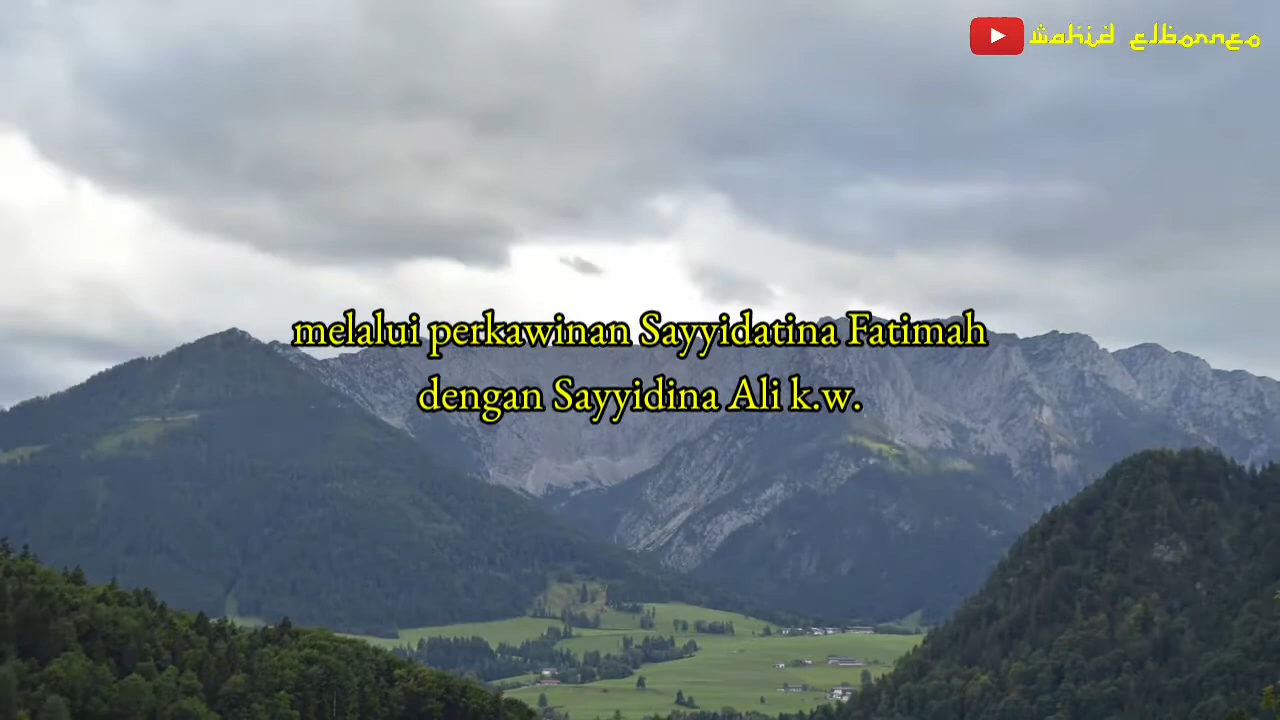 Wahid elborneo
melalui perkawinan Sayyidatina Fatimah
dengan Sayyidina Ali k.w.